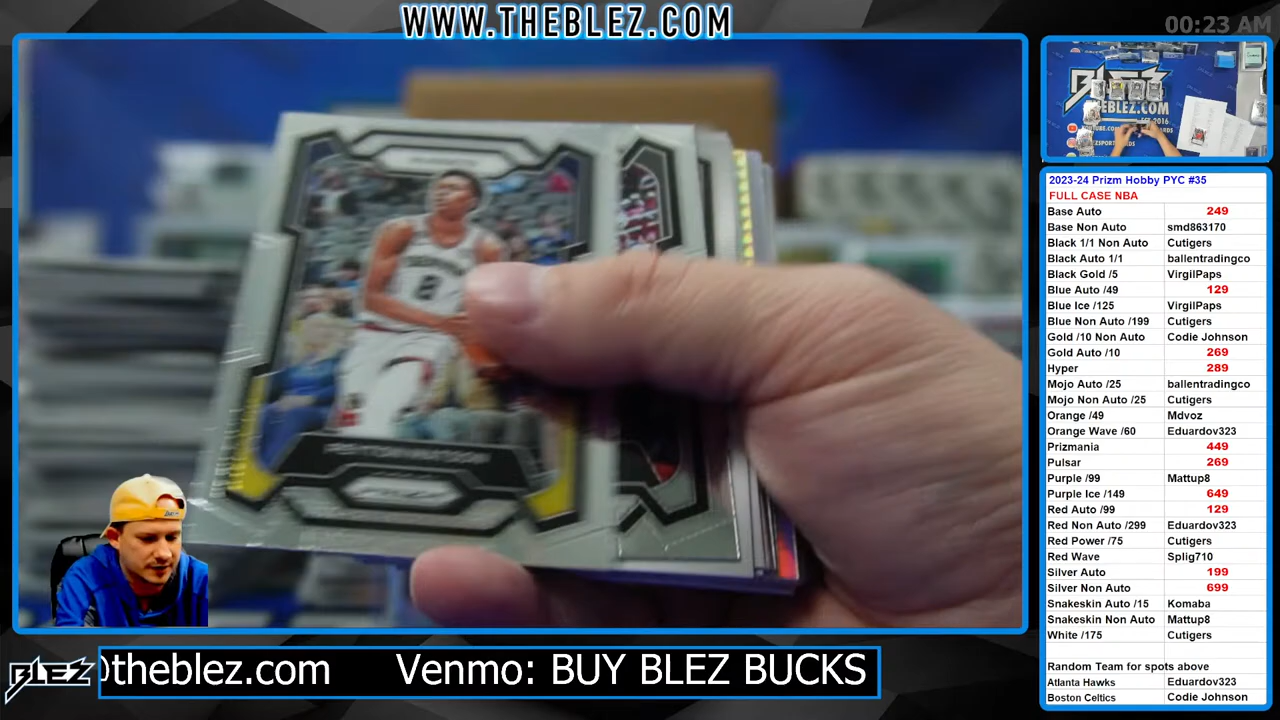 WWW.THEBLEZ.COM
00:23 AM
BLEZ
THEBLEZ.COM
2023-24 Prizm Hobby PYC #35
FULL CASE NBA
Base Auto 249
Base Non Auto smd863170
Black 1/1 Non Auto Cutigers
Black Auto 1/1 ballentradingco
Black Gold /5 VirgilPaps
Blue Auto /49 129
Blue Ice /125 VirgilPaps
Blue Non Auto /199 Cutigers
Gold /10 Non Auto Codie Johnson
Gold Auto /10 269
Hyper 289
Mojo Auto /25 ballentradingco
Mojo Non Auto /25 Cutigers
Orange /49 Mdvoz
Orange Wave /60 Eduardov323
Prizmania 449
Pulsar 269
Purple /99 Mattup8
Purple Ice /149 649
Red Auto /99 129
Red Non Auto /299 Eduardov323
Red Power /75 Cutigers
Red Wave Splig710
Silver Auto 199
Silver Non Auto 699
Snakeskin Auto /15 Komaba
Snakeskin Non Auto Mattup8
White /175 Cutigers
Random Team for spots above
Atlanta Hawks Eduardov323
Boston Celtics Codie Johnson
8
BLEZ
@theblez.com Venmo: BUY BLEZ BUCKS